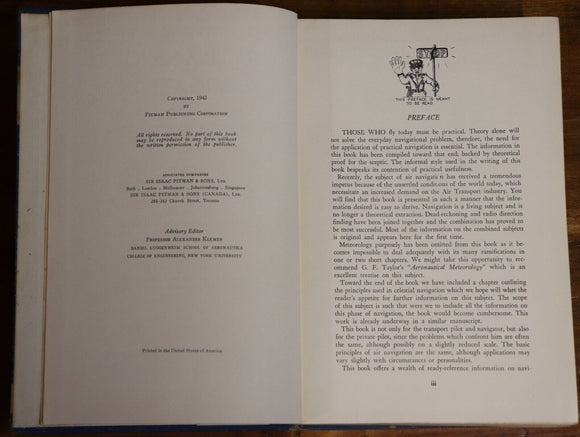 Copyright, 1942
BY
Pitman Publishing Corporation
All rights reserved. No part of this book
may be reproduced in any form without
the written permission of the publisher.
ASSOCIATED COMPANIES
SIR ISAAC PITMAN & SONS, Ltd.
Bath . London . Melbourne . Johannesburg . Singapore
SIR ISAAC PITMAN & SONS (CANADA), Ltd.
381-383 Church Street, Toronto
Advisory Editor
Professor Alexander Klemin
DANIEL GUGGENHEIM SCHOOL OF AERONAUTICS
COLLEGE OF ENGINEERING, NEW YORK UNIVERSITY
Printed in the United States of America
STOP
THIS PREFACE IS MEANT
TO BE READ
PREFACE
THOSE WHO fly today must be practical. Theory alone will
not solve the everyday navigational problem, therefore, the need
for the application of practical navigation is essential. The information in
this book has been compiled toward that end, backed by theoretical
proof for the sceptic. The informal style used in the writing of this
book bespeaks its contention of practical usefulness.
Recently, the subject of air navigation has received a tremendous
impetus because of the unsettled conditions of the world today, which
necessitate an increasing demand on the Air Transport industry. You
will find that this book is presented in such a manner that the infor-
mation desired is easy to derive. Navigation is a living subject and is
no longer a theoretical extraction. Dead-reckoning and radio direction
finding have been joined together and the combination has proved to
be most successful. Most of the information on the combined subjects
is original and appears here for the first time.
Meteorology purposely has been omitted from this book as it be-
comes impossible to deal adequately with its many ramifications in
one or two short chapters. We might take this opportunity to recom-
mend G. F. Taylor's "Aeronautical Meteorology" which is an
excellent treatise on this subject.
Toward the end of the book we have included a chapter outlining
the principles used in celestial navigation which we hope will whet the
reader's appetite for further information on this subject. The scope
of this subject is such that were we to include all the information on
this phase of navigation, the book would become cumbersome. This
work is already underway in a similar manuscript.
This book is not only for the transport pilot and navigator, but also
for the private pilot, since the problems which confront him are often
the same, although possibly on a slightly reduced scale. The basic
principles of air navigation are the same, although applications may
vary slightly with circumstances or personalities.
This book offers a wealth of ready-reference information on navi-
iii